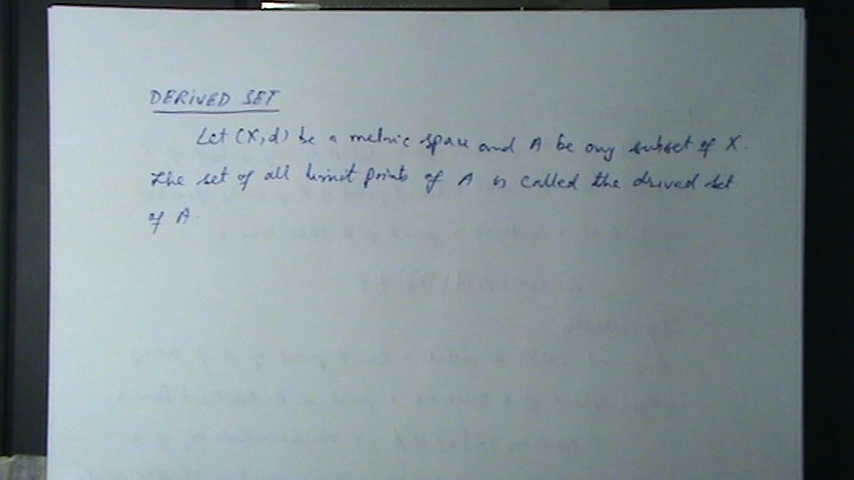 DERIVED SET
Let (X,d) be a metric space and A be any subset of X.
The set of all limit points of A is called the drived set
of A.